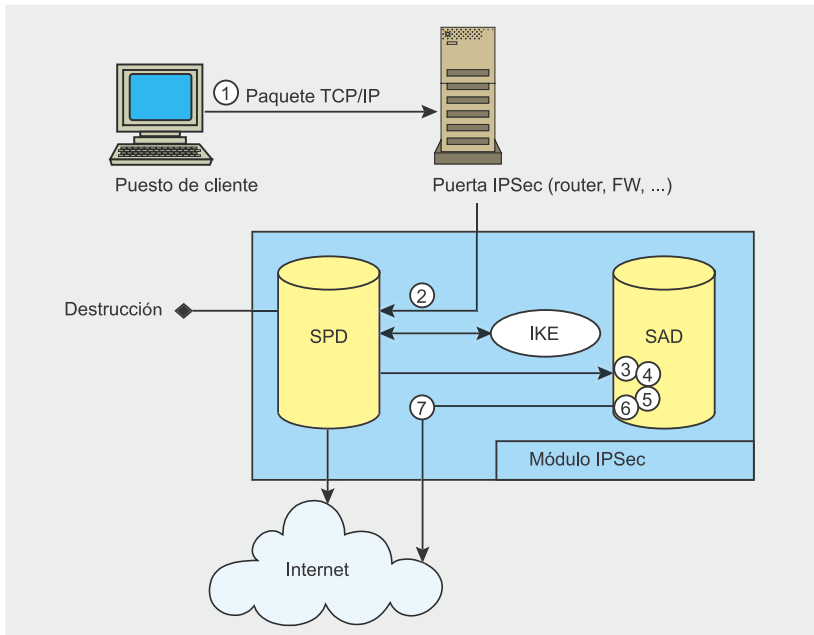 1 Paquete TCP/IP
Puesto de cliente
Puerta IPSec (router, FW, ...)
2
Destrucción
SPD
IKE
SAD
3
4
5
6
7
Módulo IPSec
Internet